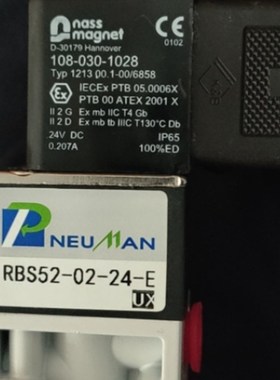 nass
magnet
D-30179 Hannover
0102
108-030-1028
Typ 1213 00.1-00/6858
IECEx PTB 05.0006X
PTB 00 ATEX 2001 X
II 2 G Ex mb IIC T4 Gb
II 2 D Ex mb tb IIIC T130°C Db
24V DC IP65
0.207A 100%ED
PNEUMAN
RBS52-02-24-E
UX